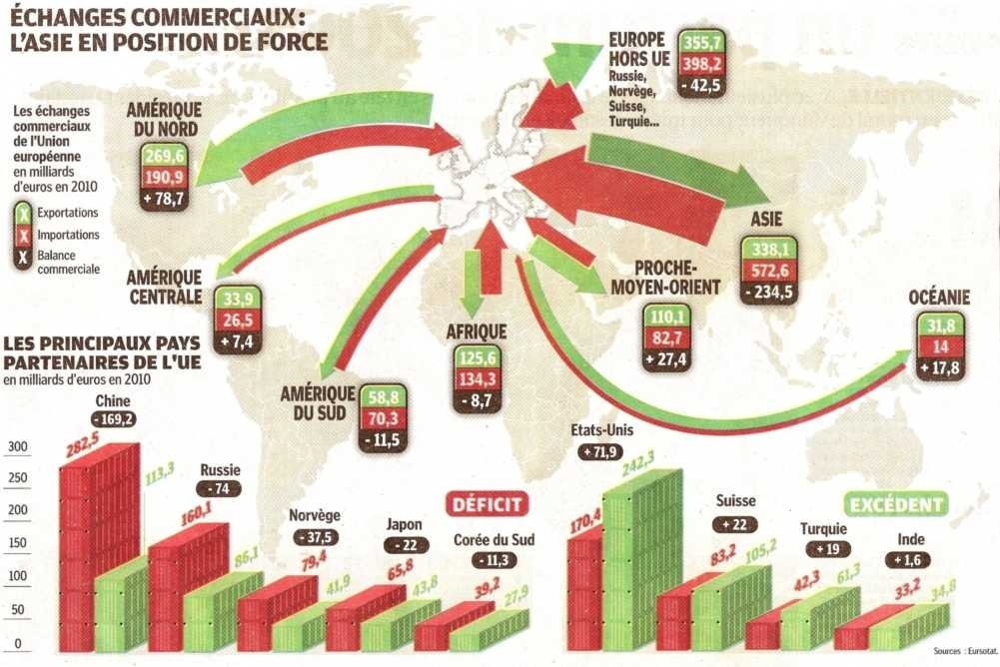 ÉCHANGES COMMERCIAUX:
L'ASIE EN POSITION DE FORCE
Les échanges
commerciaux
de l'Union
européenne
en milliards
d'euros en 2010
X Exportations
X Importations
X Balance
commerciale
AMÉRIQUE
DU NORD
269,6
190,9
+ 78,7
EUROPE
HORS UE
Russie,
Norvège,
Suisse,
Turquie...
355,7
398,2
- 42,5
ASIE
338,1
572,6
- 234,5
AMÉRIQUE
CENTRALE
33,9
26,5
+ 7,4
PROCHE-
MOYEN-ORIENT
110,1
82,7
+ 27,4
OCÉANIE
31,8
14
+ 17,8
AFRIQUE
125,6
134,3
- 8,7
AMÉRIQUE
DU SUD
58,8
70,3
- 11,5
LES PRINCIPAUX PAYS
PARTENAIRES DE L'UE
en milliards d'euros en 2010
300
250
200
150
100
50
0
DÉFICIT
Chine
- 169,2
282,5
113,3
Russie
- 74
160,1
86,1
Norvège
- 37,5
79,4
41,9
Japon
- 22
65,8
43,8
Corée du Sud
- 11,3
39,2
27,9
EXCÉDENT
Etats-Unis
+ 71,9
170,4
242,3
Suisse
+ 22
83,2
105,2
Turquie
+ 19
42,3
61,3
Inde
+ 1,6
33,2
34,8
Sources : Eursotat.